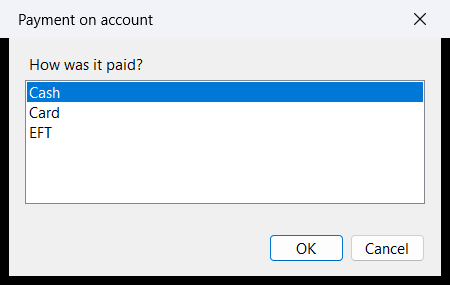 Payment on account
How was it paid?
Cash
Card
EFT
OK
Cancel